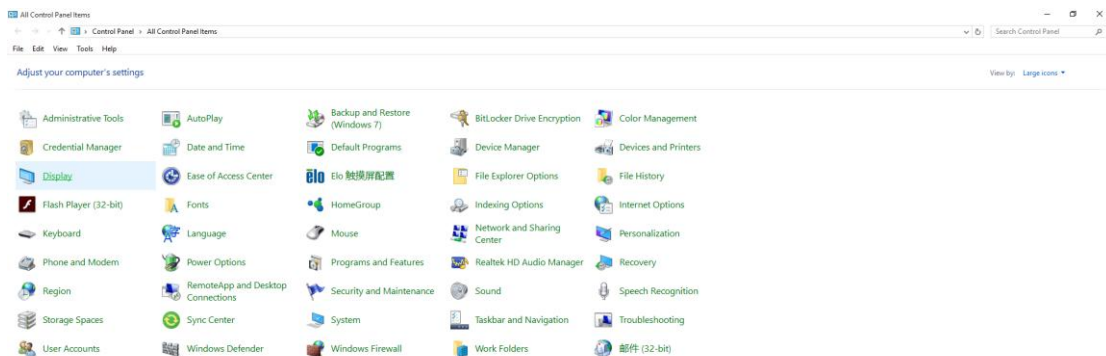 All Control Panel Items
Control Panel › All Control Panel Items
Search Control Panel
File Edit View Tools Help
Adjust your computer's settings
View by: Large icons
Administrative Tools
AutoPlay
Backup and Restore
(Windows 7)
BitLocker Drive Encryption
Color Management
Credential Manager
Date and Time
Default Programs
Device Manager
Devices and Printers
Display
Ease of Access Center
elo
Elo 触摸屏配置
File Explorer Options
File History
Flash Player (32-bit)
Fonts
HomeGroup
Indexing Options
Internet Options
Keyboard
Language
Mouse
Network and Sharing
Center
Personalization
Phone and Modem
Power Options
Programs and Features
Realtek HD Audio Manager
Recovery
Region
RemoteApp and Desktop
Connections
Security and Maintenance
Sound
Speech Recognition
Storage Spaces
Sync Center
System
Taskbar and Navigation
Troubleshooting
User Accounts
Windows Defender
Windows Firewall
Work Folders
邮件 (32-bit)